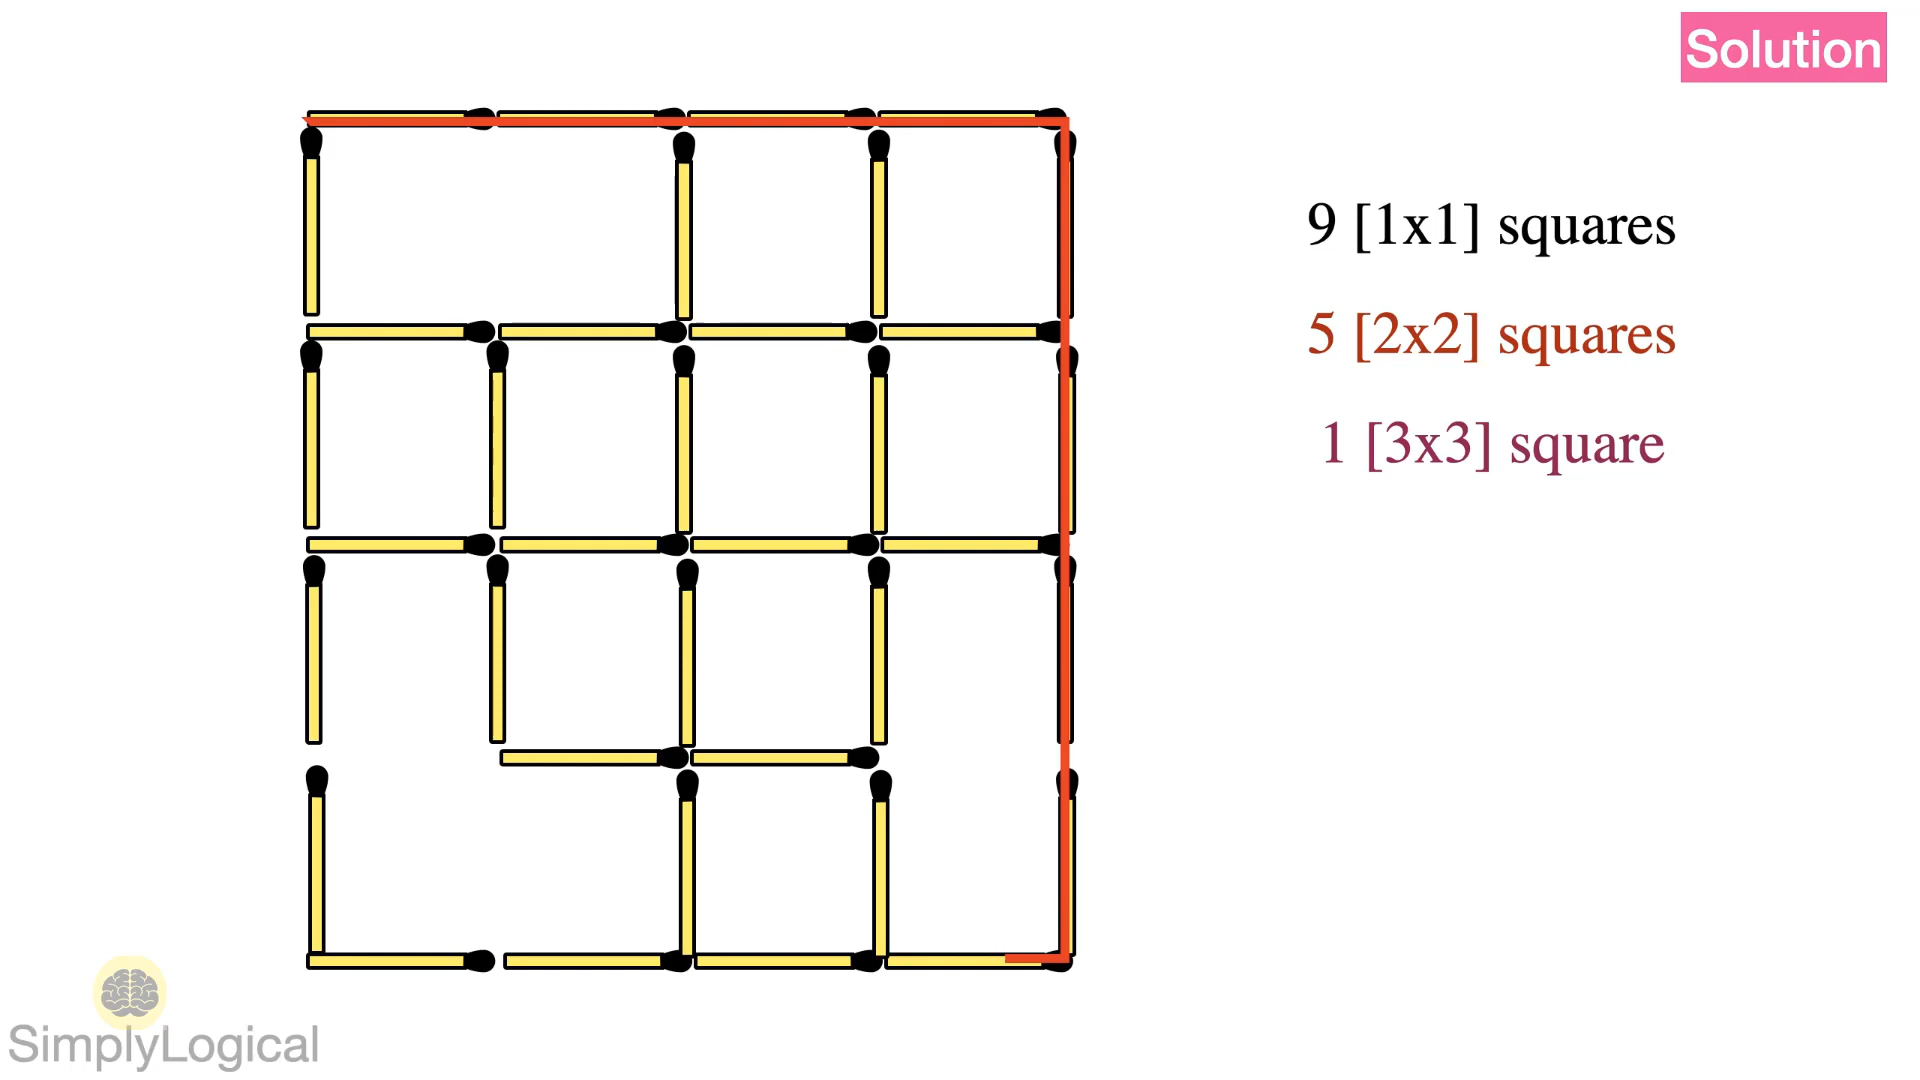 Solution
9 [1x1] squares
5 [2x2] squares
1 [3x3] square
SimplyLogical